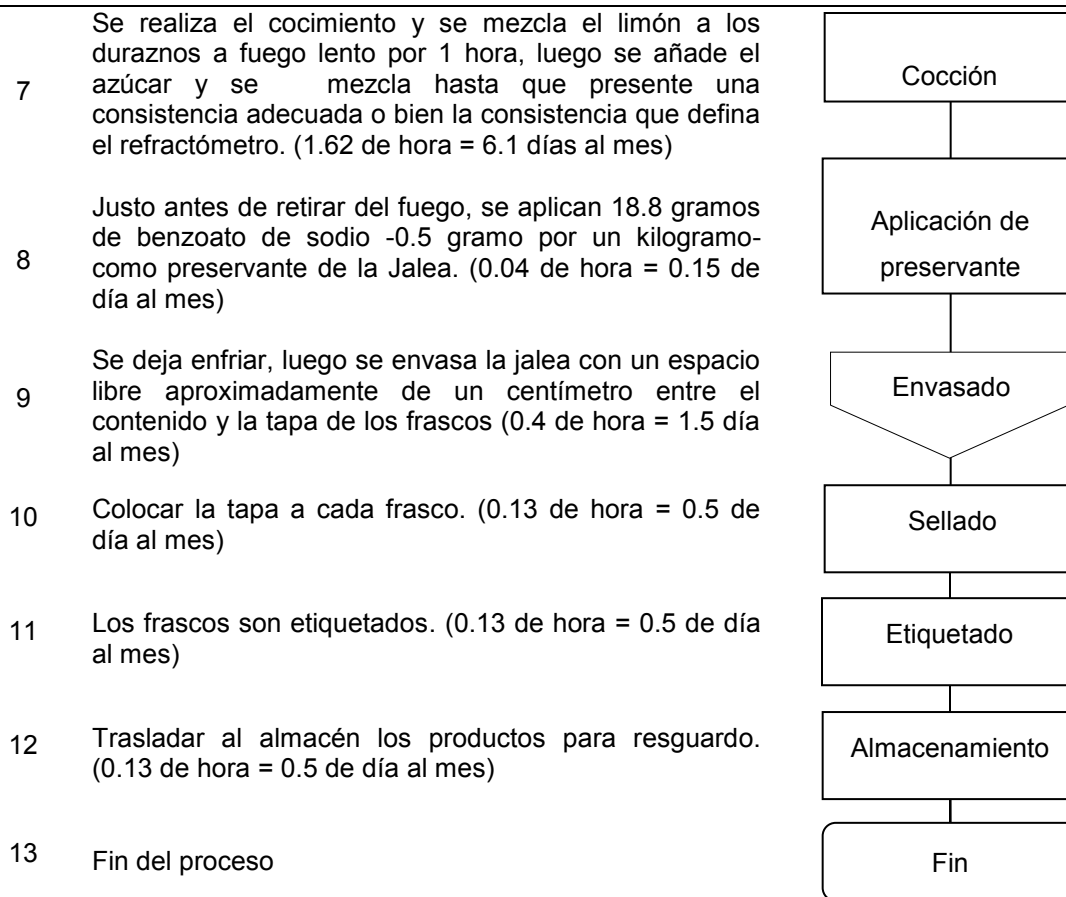 Se realiza el cocimiento y se mezcla el limón a los
duraznos a fuego lento por 1 hora, luego se añade el
7 azúcar y se mezcla hasta que presente una
consistencia adecuada o bien la consistencia que defina
el refractómetro. (1.62 de hora = 6.1 días al mes)
Cocción
Justo antes de retirar del fuego, se aplican 18.8 gramos
8 de benzoato de sodio -0.5 gramo por un kilogramo-
como preservante de la Jalea. (0.04 de hora = 0.15 de
día al mes)
Aplicación de
preservante
Se deja enfriar, luego se envasa la jalea con un espacio
9 libre aproximadamente de un centímetro entre el
contenido y la tapa de los frascos (0.4 de hora = 1.5 día
al mes)
Envasado
10 Colocar la tapa a cada frasco. (0.13 de hora = 0.5 de
día al mes)
Sellado
11 Los frascos son etiquetados. (0.13 de hora = 0.5 de día
al mes)
Etiquetado
12 Trasladar al almacén los productos para resguardo.
(0.13 de hora = 0.5 de día al mes)
Almacenamiento
13 Fin del proceso
Fin